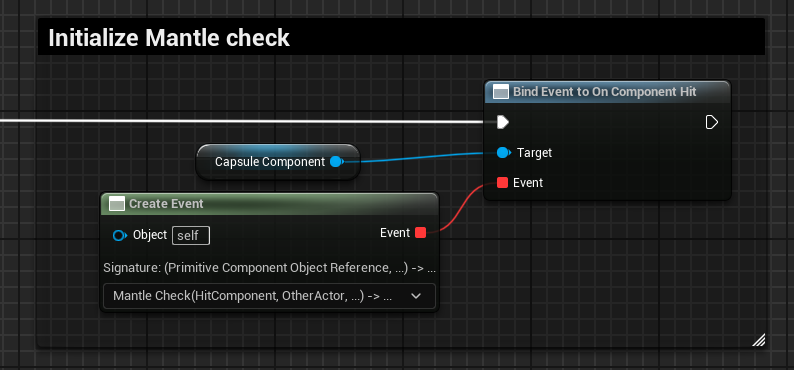 Initialize Mantle check
Bind Event to On Component Hit
Capsule Component
Target
Event
Create Event
Object self
Event
Signature: (Primitive Component Object Reference, ...) -> ...
Mantle Check(HitComponent, OtherActor, ...) -> ...